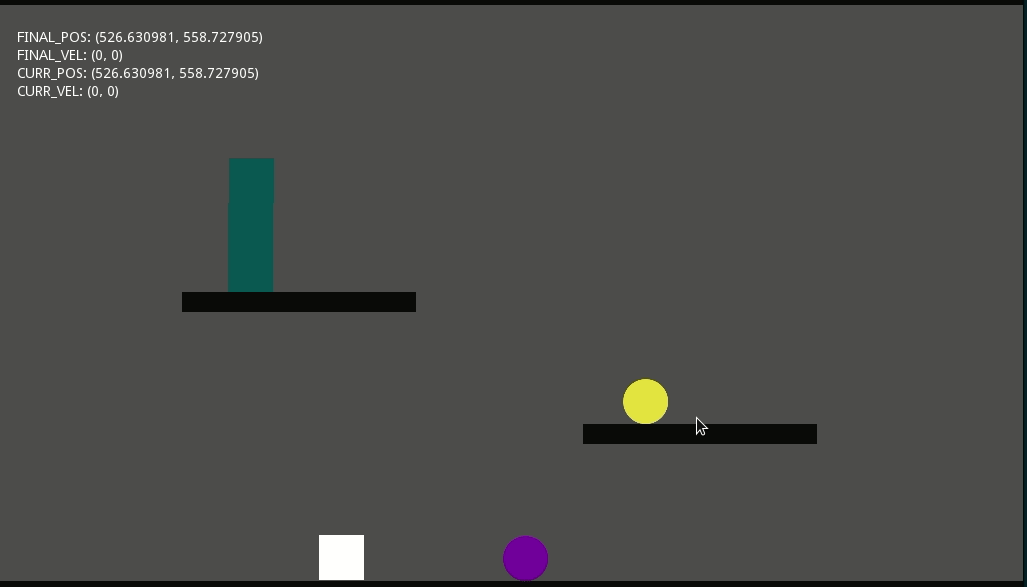 FINAL_POS: (526.630981, 558.727905)
FINAL_VEL: (0, 0)
CURR_POS: (526.630981, 558.727905)
CURR_VEL: (0, 0)